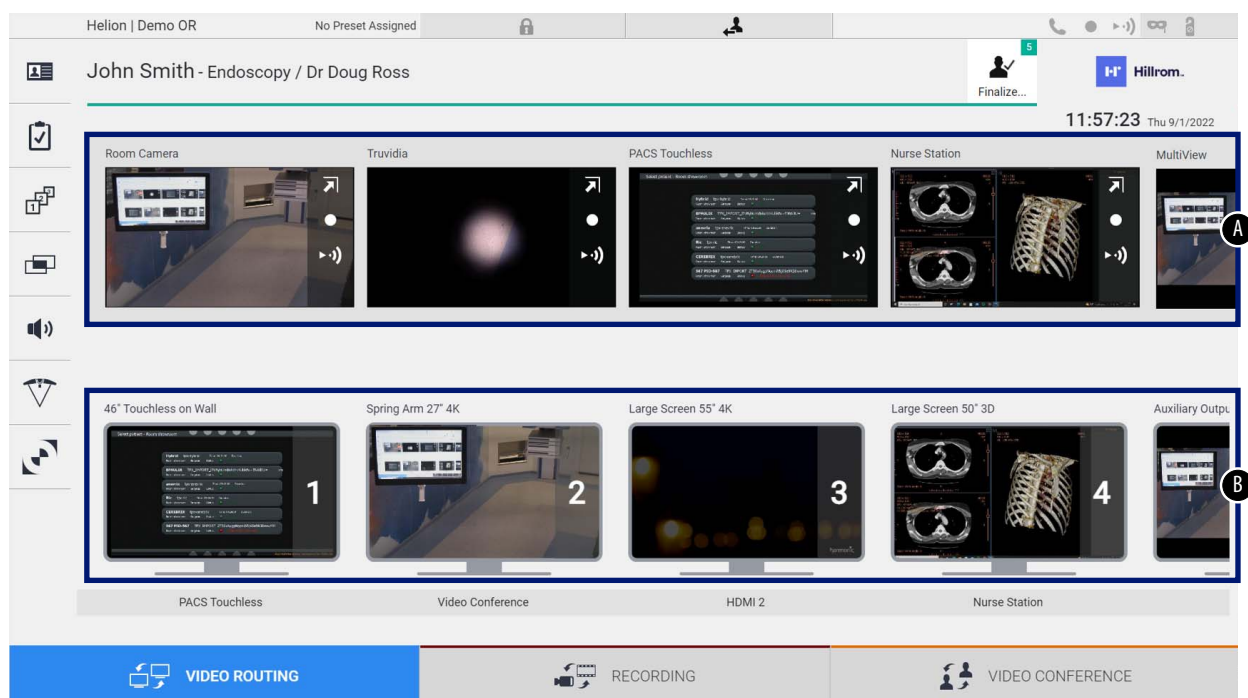 Helion | Demo OR No Preset Assigned
5
John Smith - Endoscopy / Dr Doug Ross
Finalize...
H-r Hillrom™
11:57:23 Thu 9/1/2022
Room Camera Truvidia PACS Touchless Nurse Station MultiView
A
46" Touchless on Wall Spring Arm 27" 4K Large Screen 55" 4K Large Screen 50" 3D Auxiliary Outpu
1 2 3 4
B
PACS Touchless Video Conference HDMI 2 Nurse Station
VIDEO ROUTING RECORDING VIDEO CONFERENCE